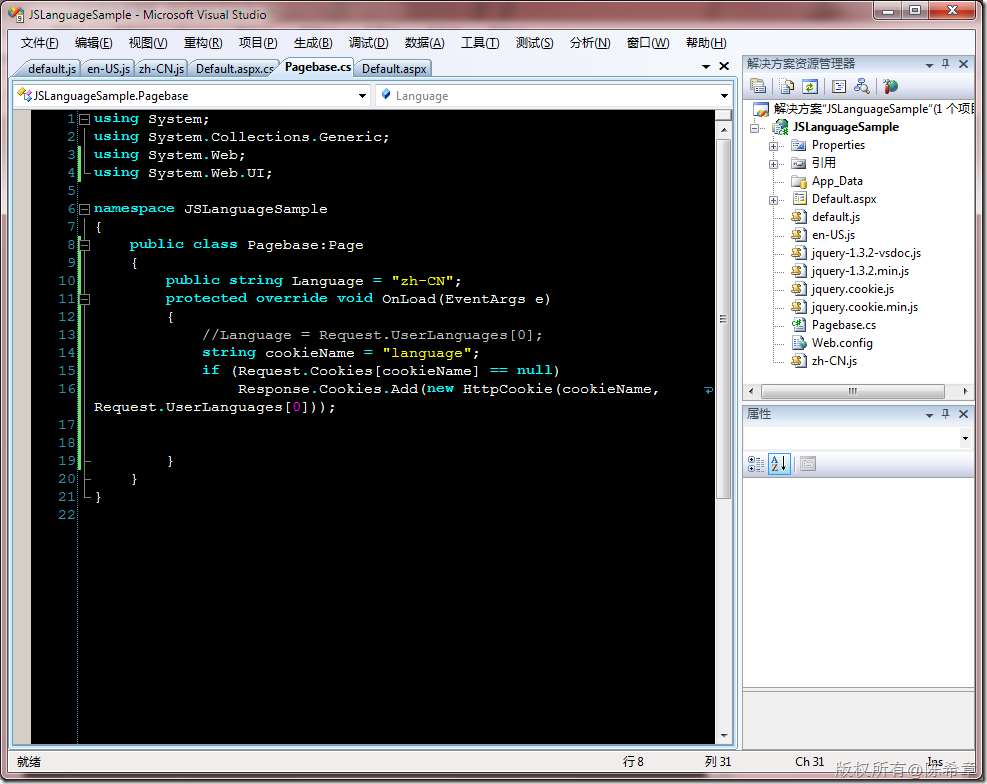 JSLanguageSample - Microsoft Visual Studio
文件(F) 编辑(E) 视图(V) 重构(R) 项目(P) 生成(B) 调试(D) 数据(A) 工具(T) 测试(S) 分析(N) 窗口(W) 帮助(H)
default.js en-US.js zh-CN.js Default.aspx.cs Pagebase.cs Default.aspx
JSLanguageSample.Pagebase Language
1 using System;
2 using System.Collections.Generic;
3 using System.Web;
4 using System.Web.UI;
5
6 namespace JSLanguageSample
7 {
8 public class Pagebase:Page
9 {
10 public string Language = "zh-CN";
11 protected override void OnLoad(EventArgs e)
12 {
13 //Language = Request.UserLanguages[0];
14 string cookieName = "language";
15 if (Request.Cookies[cookieName] == null)
16 Response.Cookies.Add(new HttpCookie(cookieName,
Request.UserLanguages[0]));
17
18
19 }
20 }
21 }
22
解决方案资源管理器
解决方案"JSLanguageSample"(1 个项目
JSLanguageSample
Properties
引用
App_Data
Default.aspx
default.js
en-US.js
jquery-1.3.2-vsdoc.js
jquery-1.3.2.min.js
jquery.cookie.js
jquery.cookie.min.js
Pagebase.cs
Web.config
zh-CN.js
属性
就绪 行 8 列 31 Ch 31 Ins
版权所有@陈希章